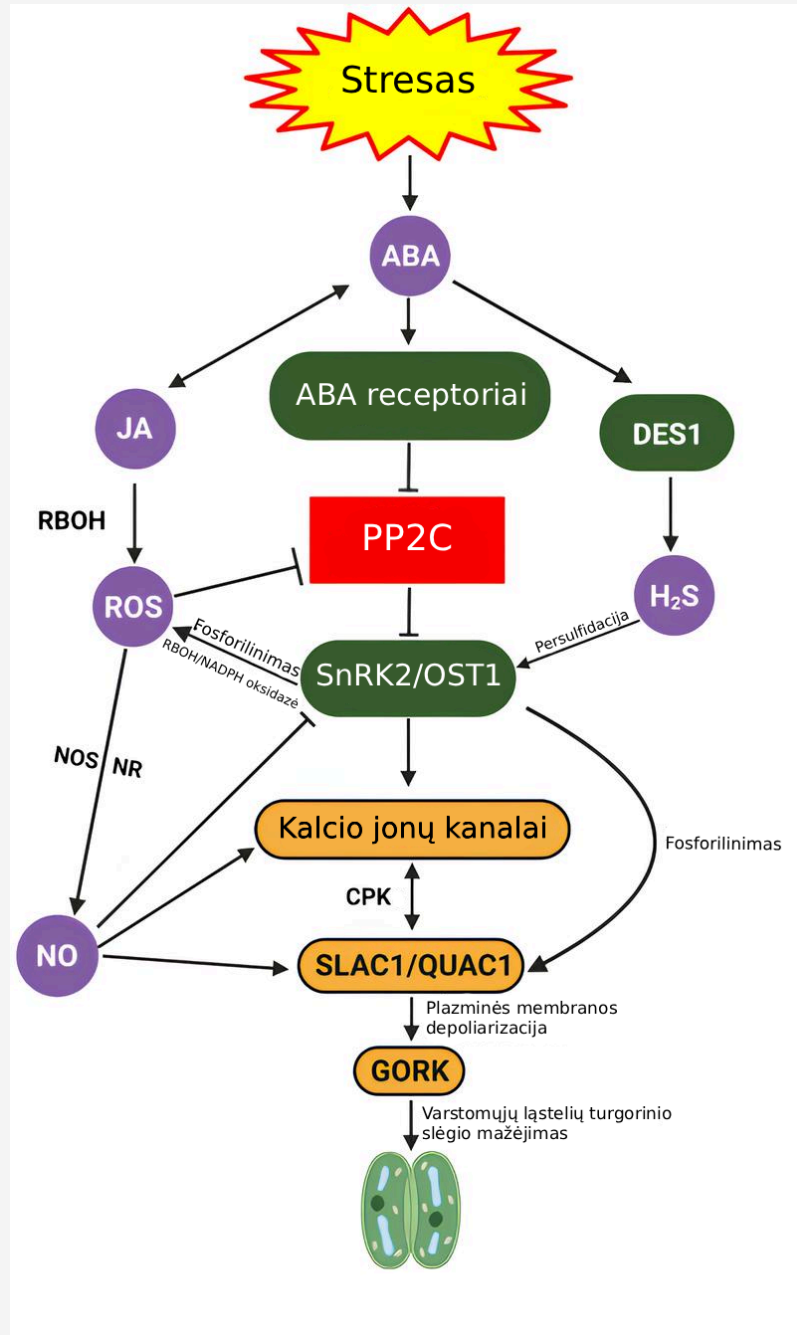 Stresas
ABA
ABA receptoriai
JA
DES1
RBOH
PP2C
ROS
H₂S
Fosforilinimas
RBOH/NADPH oksidazė
Persulfidacija
SnRK2/OST1
NOS NR
Kalcio jonų kanalai
Fosforilinimas
CPK
NO
SLAC1/QUAC1
Plazminės membranos
depoliarizacija
GORK
Varstomųjų ląstelių turgorinio
slėgio mažėjimas